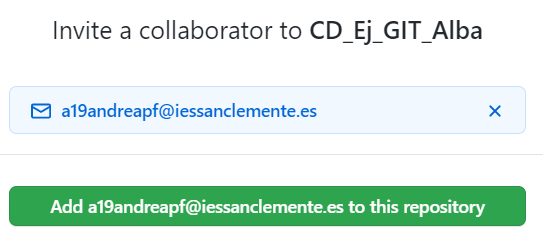 Invite a collaborator to CD_Ej_GIT_Alba
a19andreapf@iessanclemente.es
Add a19andreapf@iessanclemente.es to this repository